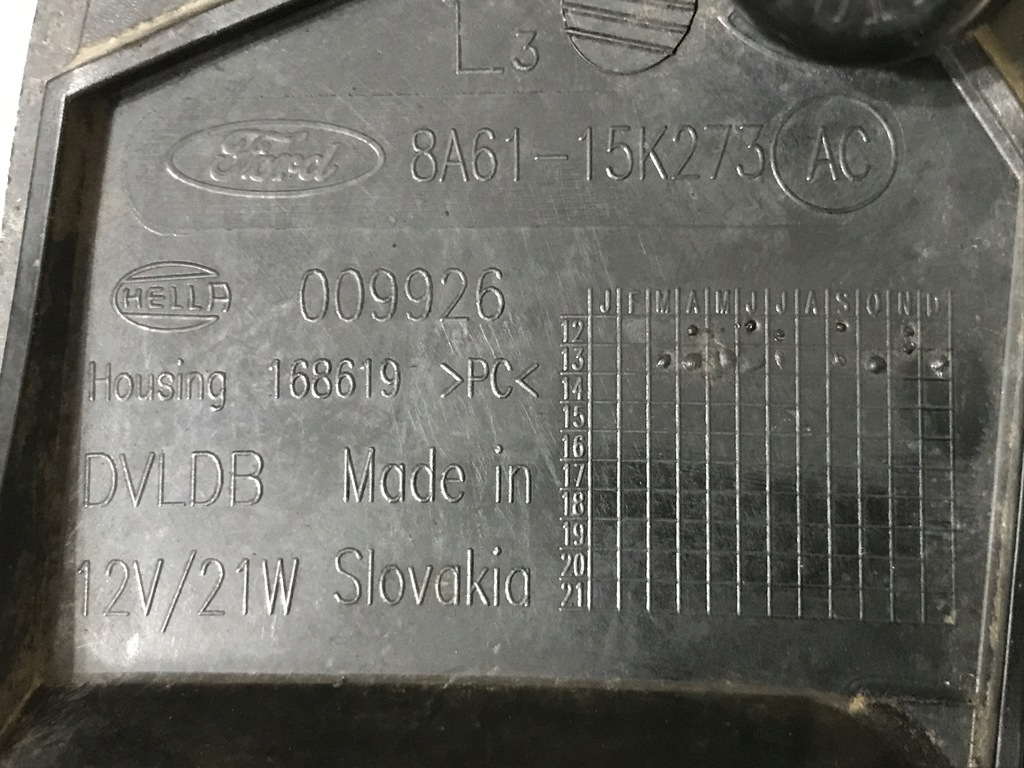 L3
Ford 8A61-15K273 AC
HELLA 009926
Housing 168619 >PC<
DVLDB Made in
12V/21W Slovakia
J F M A M J J A S O N D
12
13
14
15
16
17
18
19
20
21